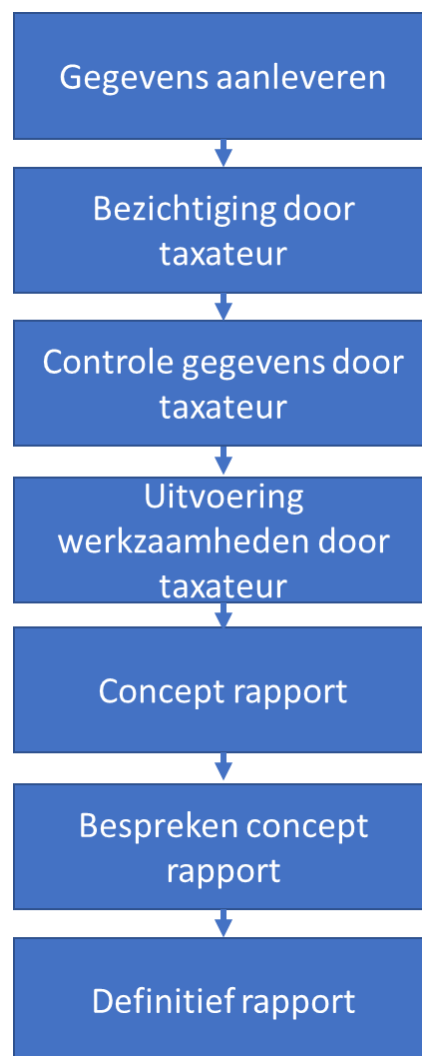 Gegevens aanleveren
Bezichtiging door
taxateur
Controle gegevens door
taxateur
Uitvoering
werkzaamheden door
taxateur
Concept rapport
Bespreken concept
rapport
Definitief rapport